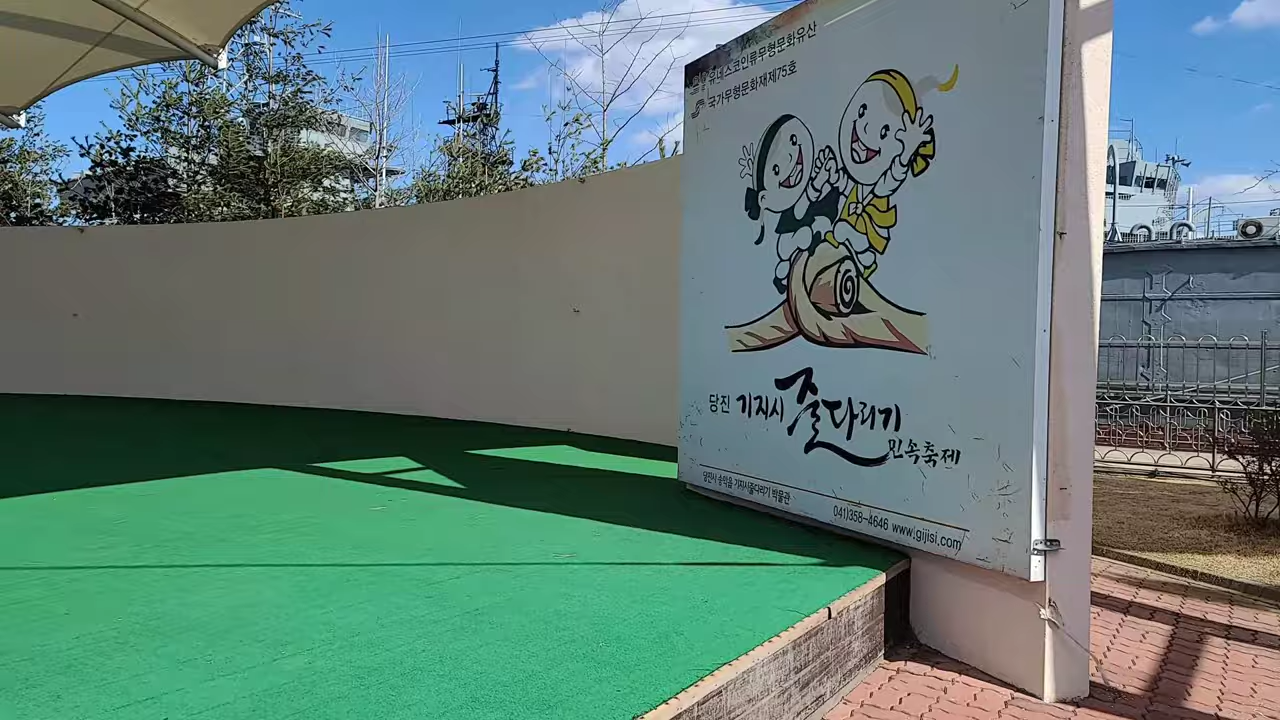 유네스코인류무형문화유산
국가무형문화재제75호
당진 기지시 줄다리기
민속축제
당진시 송악읍 기지시줄다리기 박물관
041)358-4646 www.gijisi.com